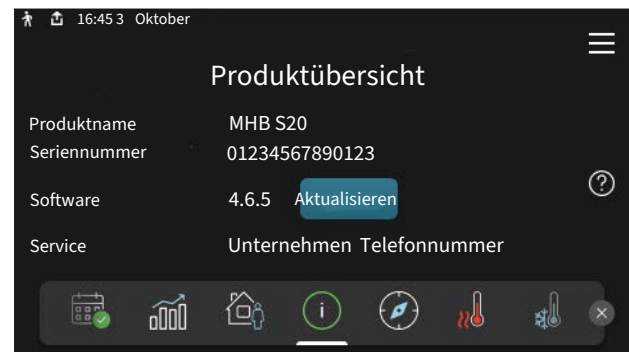 16:45 3 Oktober
Produktübersicht
Produktname MHB S20
Seriennummer 01234567890123
Software 4.6.5 Aktualisieren
Service Unternehmen Telefonnummer